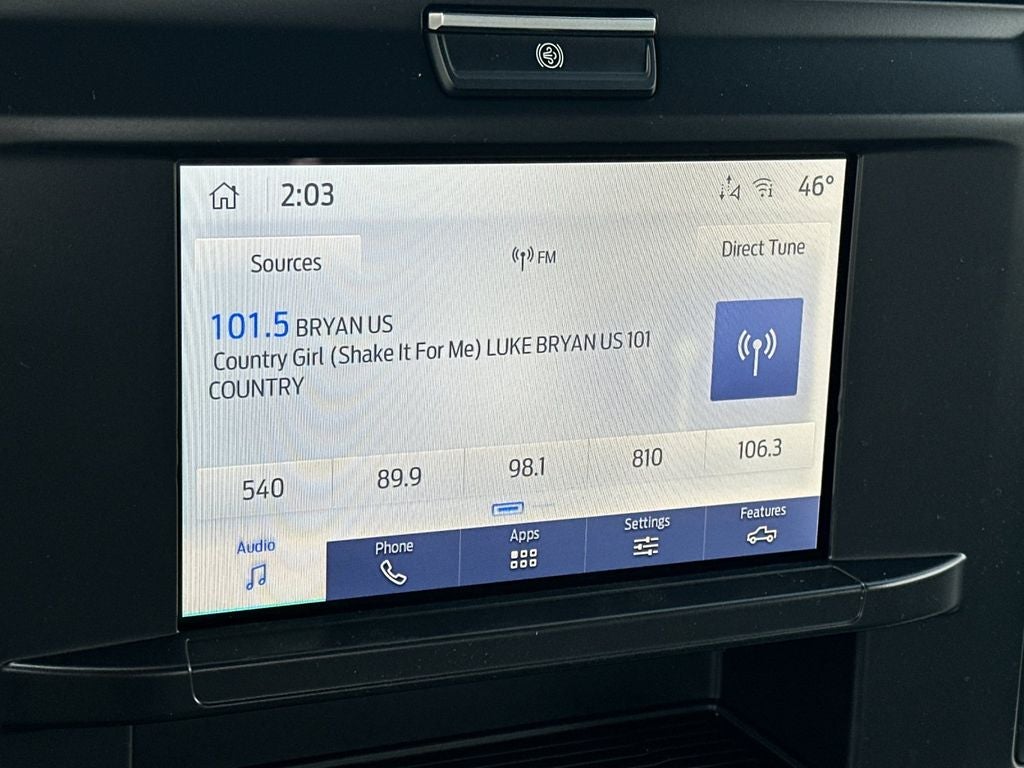 2:03
46°
Sources
FM
Direct Tune
101.5 BRYAN US
Country Girl (Shake It For Me) LUKE BRYAN US 101
COUNTRY
540 89.9 98.1 810 106.3
Audio Phone Apps Settings Features